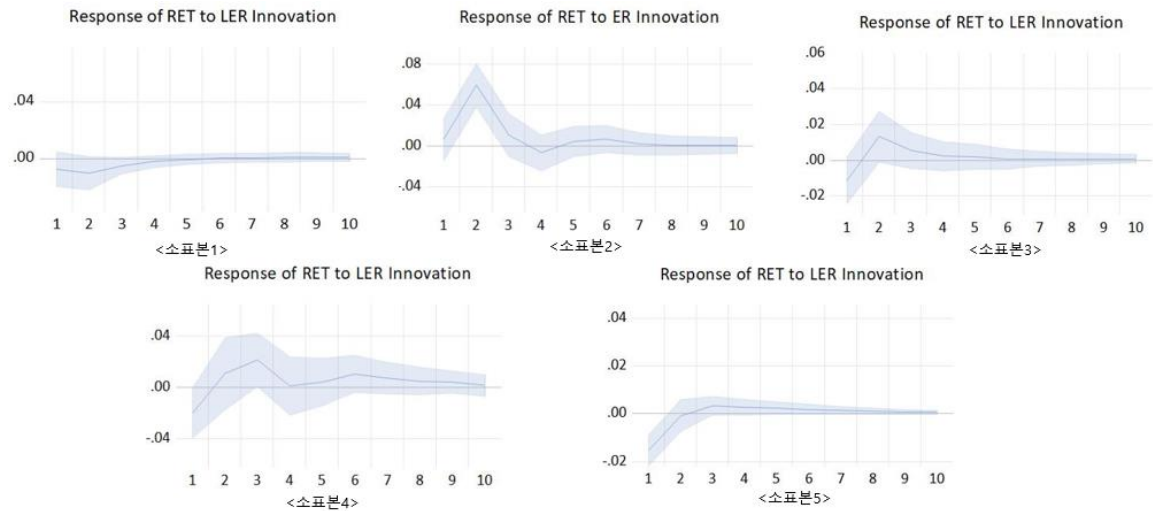 Response of RET to LER Innovation
.04
.00
1 2 3 4 5 6 7 8 9 10
<소표본1>
Response of RET to ER Innovation
.08
.04
.00
-.04
1 2 3 4 5 6 7 8 9 10
<소표본2>
Response of RET to LER Innovation
.06
.04
.02
.00
-.02
1 2 3 4 5 6 7 8 9 10
<소표본3>
Response of RET to LER Innovation
.04
.00
-.04
1 2 3 4 5 6 7 8 9 10
<소표본4>
Response of RET to LER Innovation
.04
.02
.00
-.02
1 2 3 4 5 6 7 8 9 10
<소표본5>